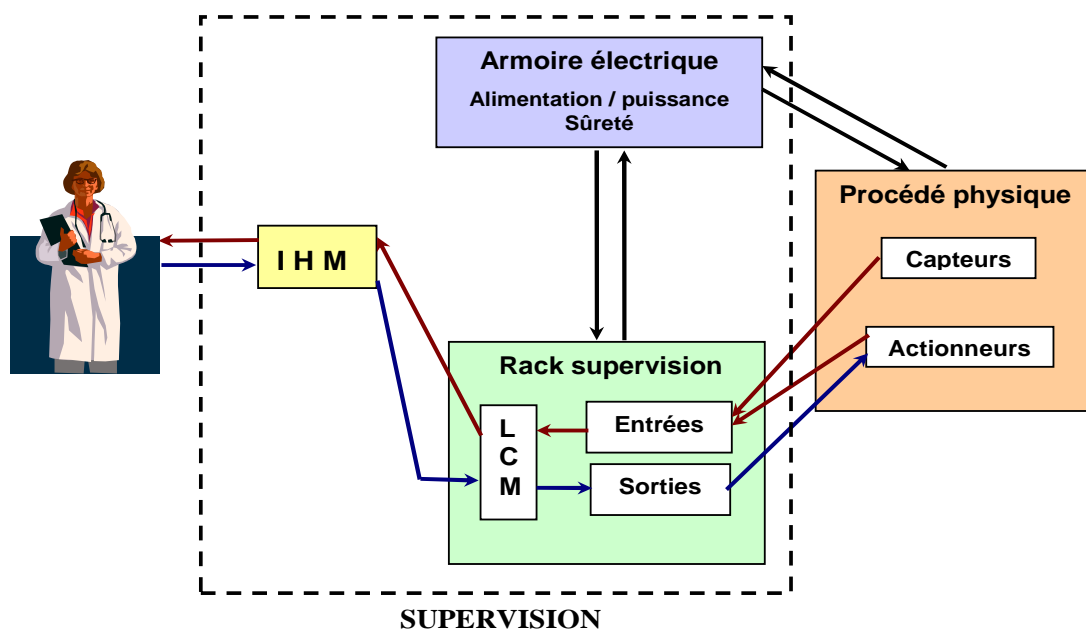 Armoire électrique
Alimentation / puissance
Sûreté
Procédé physique
Capteurs
Actionneurs
I H M
Rack supervision
Entrées
L
C
M
Sorties
SUPERVISION